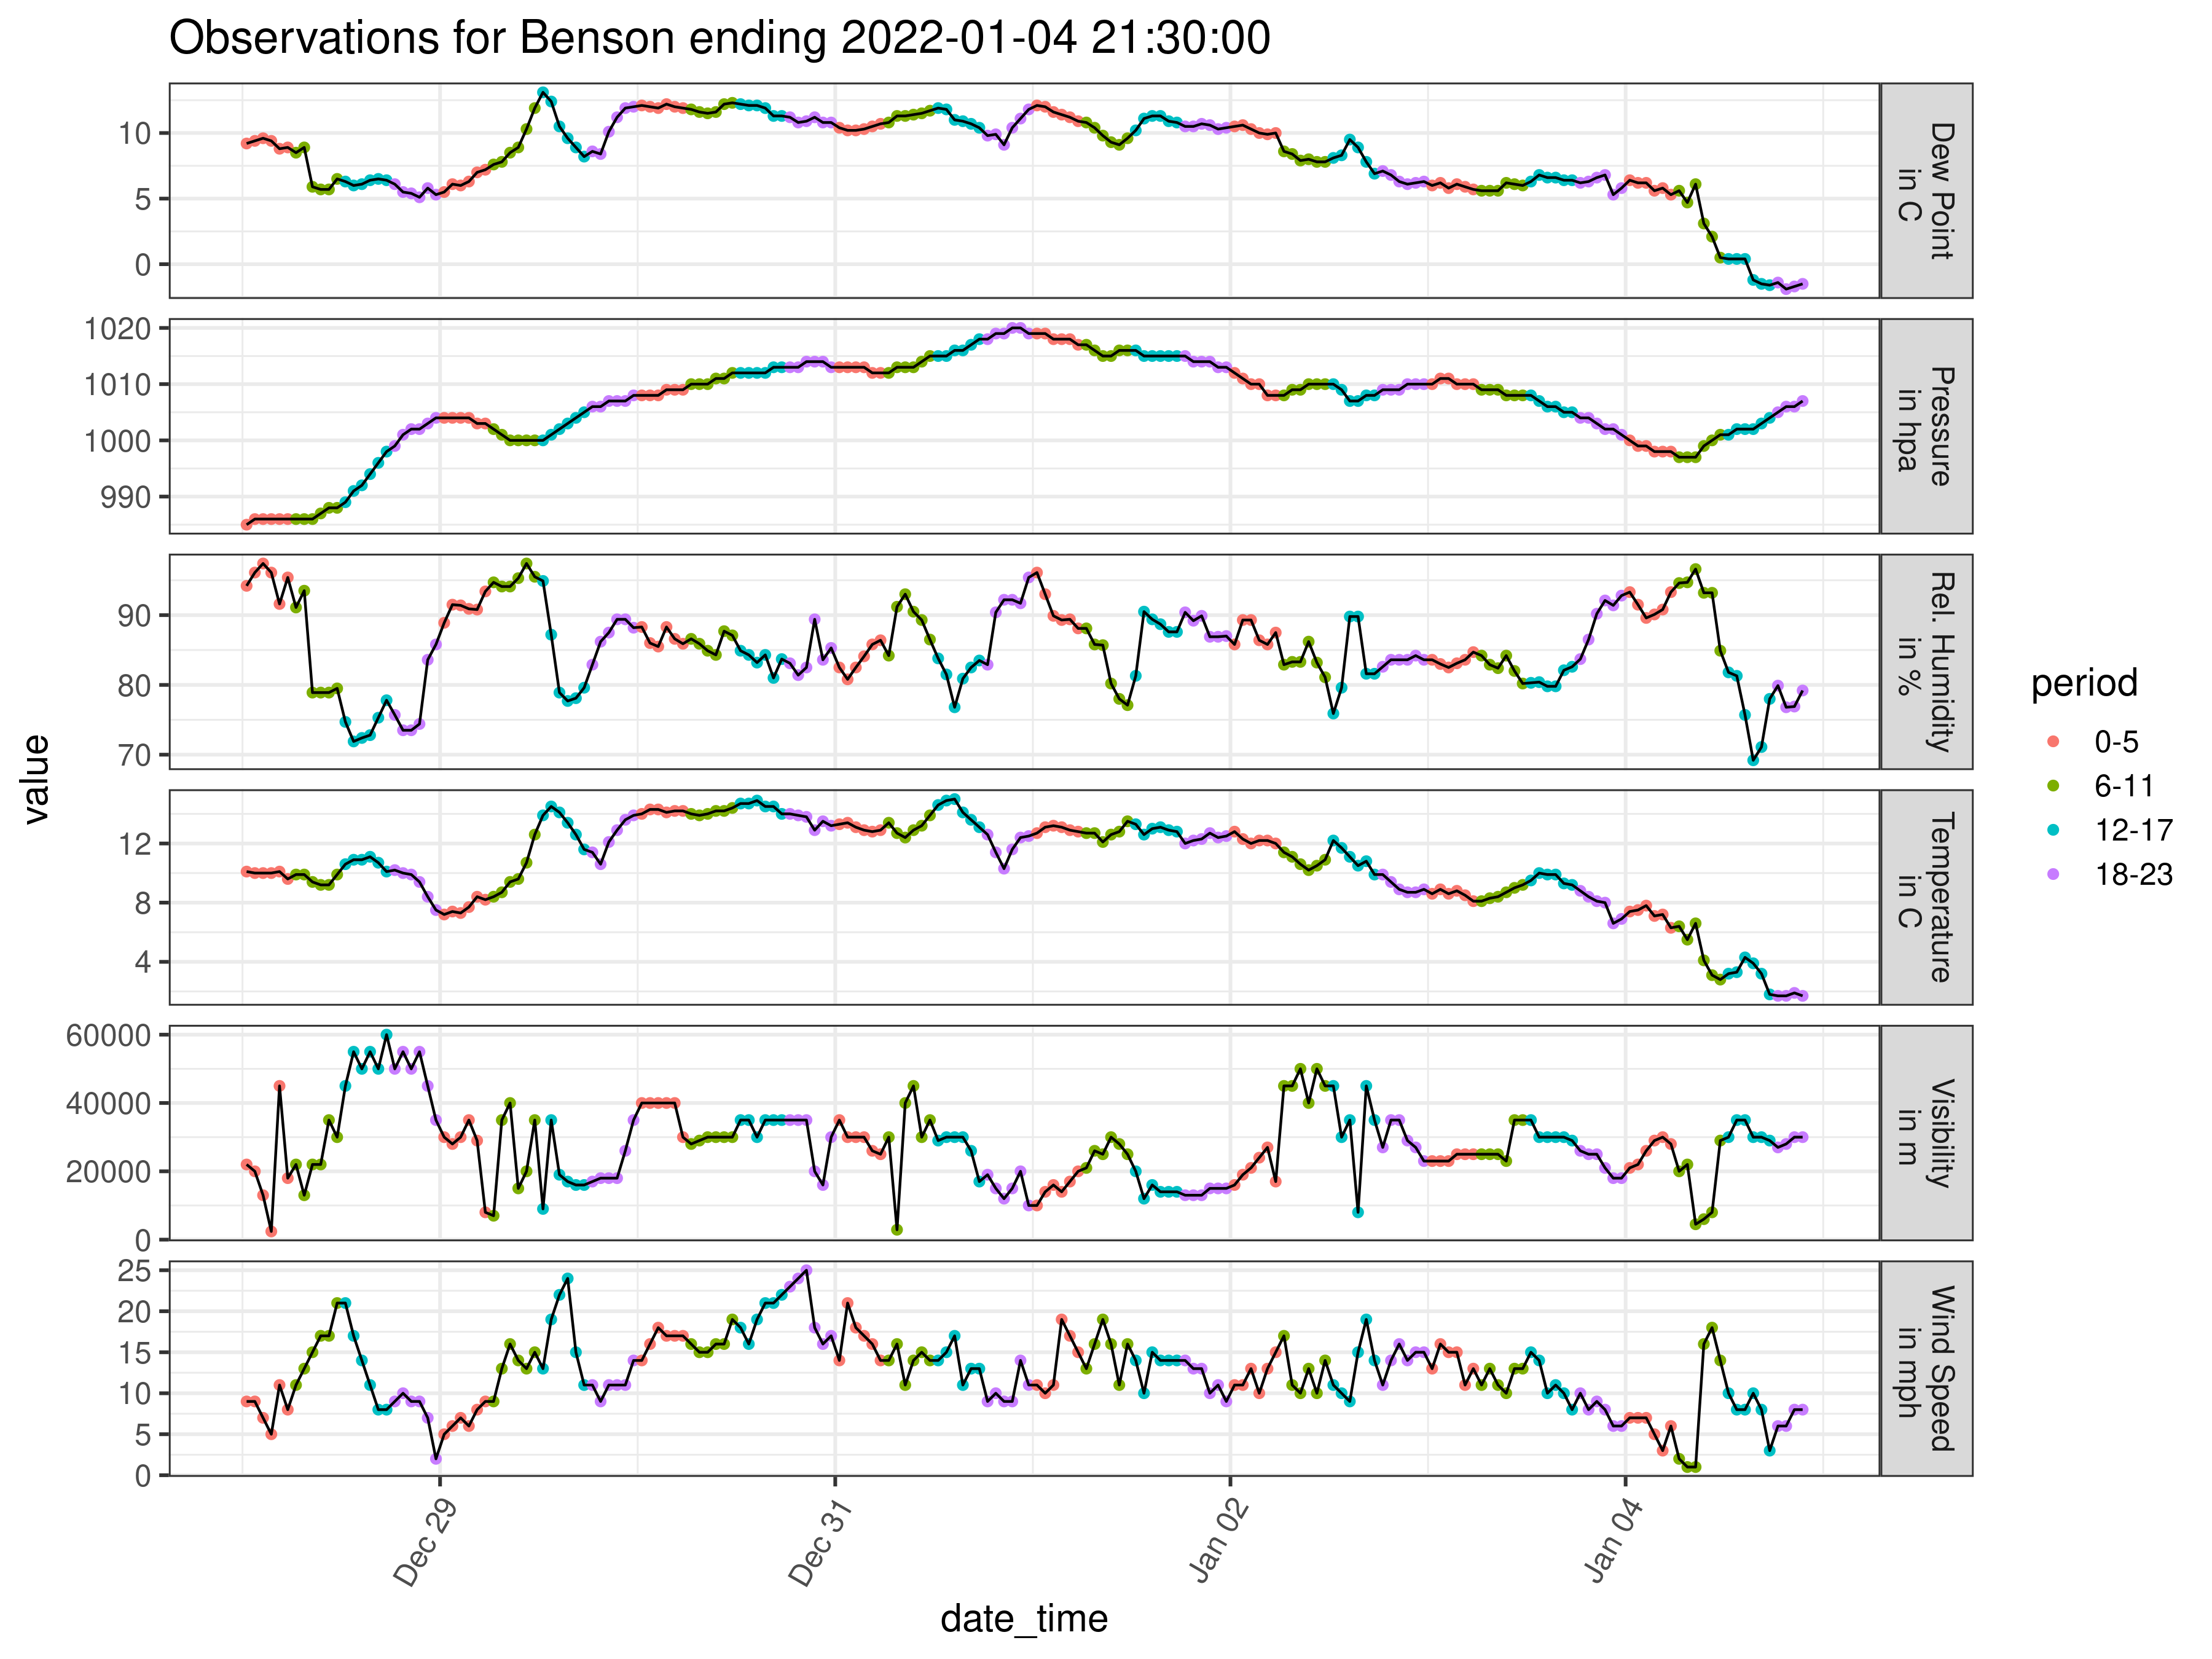 Observations for Benson ending 2022-01-04 21:30:00
10
5
0
Dew Point
in C
1020
1010
1000
990
Pressure
in hpa
90
80
70
Rel. Humidity
in %
12
8
4
Temperature
in C
60000
40000
20000
0
Visibility
in m
25
20
15
10
5
0
Wind Speed
in mph
value
Dec 29
Dec 31
Jan 02
Jan 04
date_time
period
0-5
6-11
12-17
18-23